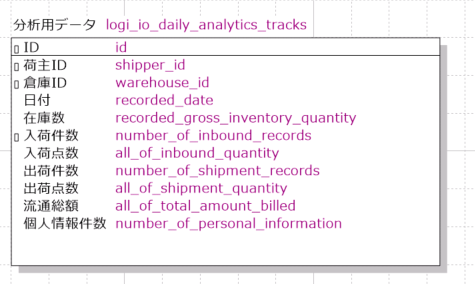 分析用データ logi_io_daily_analytics_tracks
▯ ID id
▯ 荷主ID shipper_id
▯ 倉庫ID warehouse_id
日付 recorded_date
在庫数 recorded_gross_inventory_quantity
▯ 入荷件数 number_of_inbound_records
入荷点数 all_of_inbound_quantity
出荷件数 number_of_shipment_records
出荷点数 all_of_shipment_quantity
流通総額 all_of_total_amount_billed
個人情報件数 number_of_personal_information